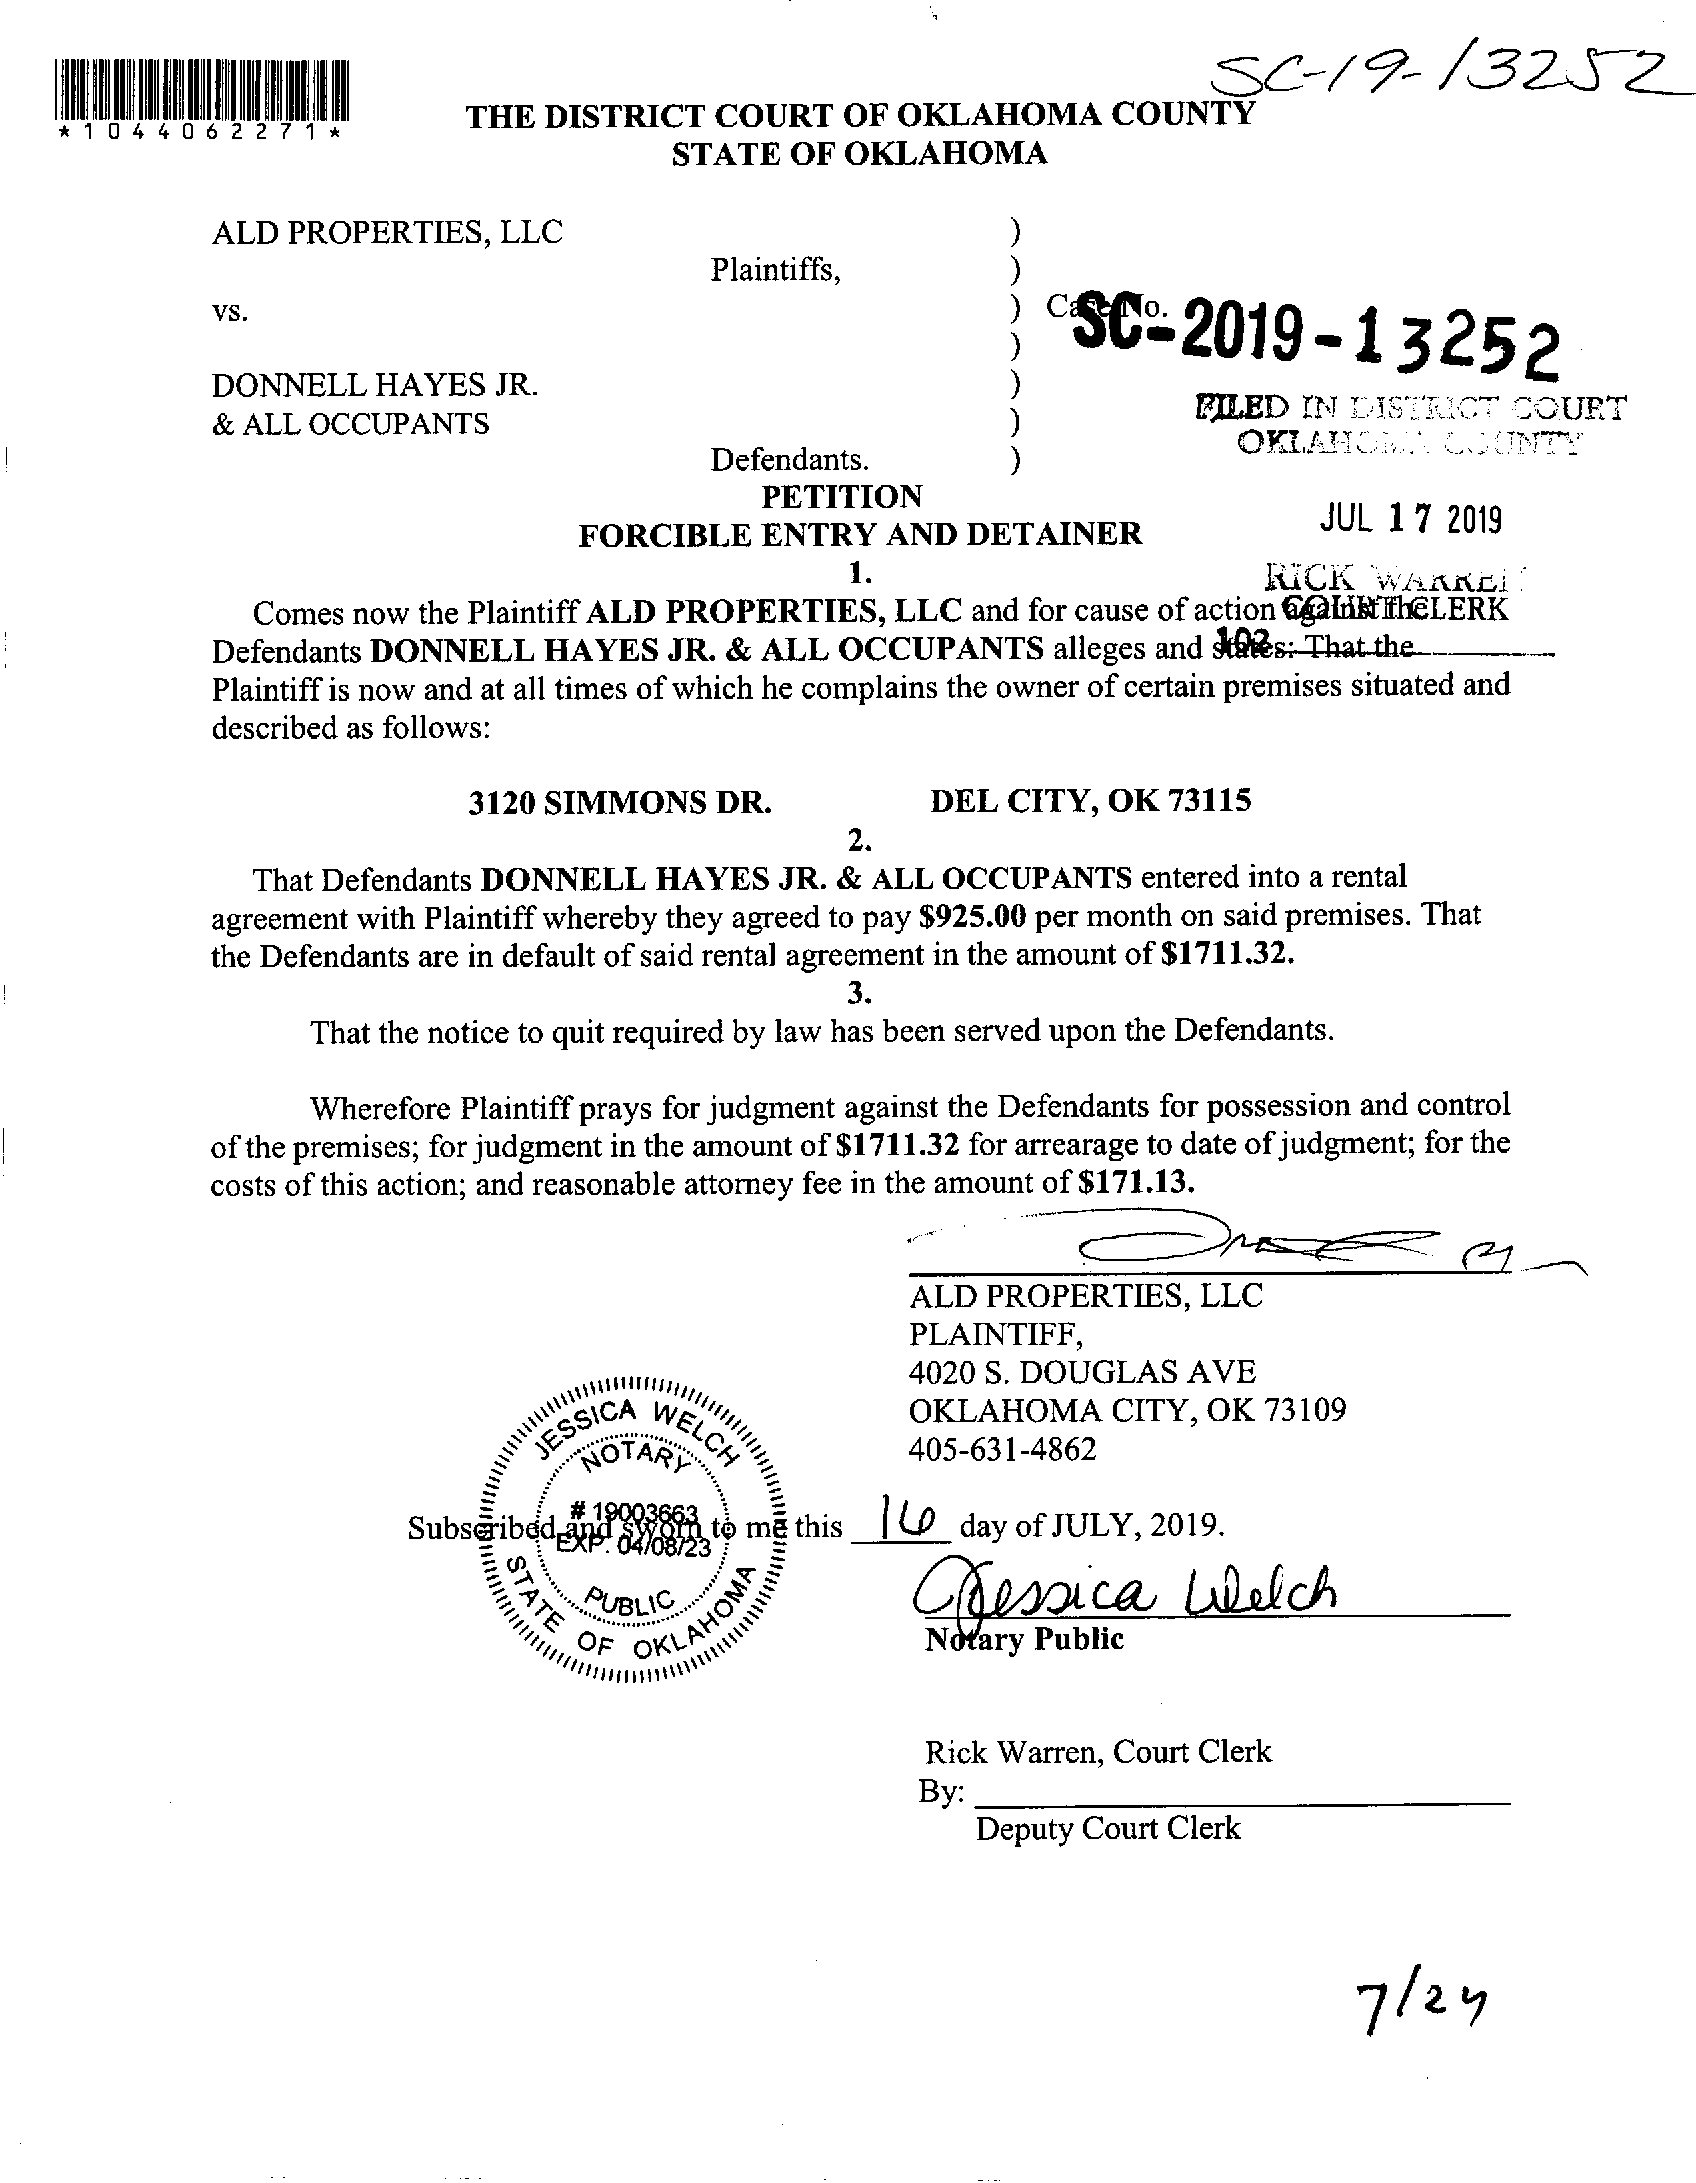 SC-19-13252
*1044062271*
THE DISTRICT COURT OF OKLAHOMA COUNTY
STATE OF OKLAHOMA
ALD PROPERTIES, LLC )
Plaintiffs, )
vs. ) Case No.
SC-2019-13252
)
DONNELL HAYES JR. )
& ALL OCCUPANTS )
FILED IN DISTRICT COURT
OKLAHOMA COUNTY
Defendants. )
PETITION
FORCIBLE ENTRY AND DETAINER
JUL 17 2019
1.
RICK WARREN
COURT CLERK
102
Comes now the Plaintiff ALD PROPERTIES, LLC and for cause of action against the
Defendants DONNELL HAYES JR. & ALL OCCUPANTS alleges and states: That the
Plaintiff is now and at all times of which he complains the owner of certain premises situated and
described as follows:
3120 SIMMONS DR. DEL CITY, OK 73115
2.
That Defendants DONNELL HAYES JR. & ALL OCCUPANTS entered into a rental
agreement with Plaintiff whereby they agreed to pay $925.00 per month on said premises. That
the Defendants are in default of said rental agreement in the amount of $1711.32.
3.
That the notice to quit required by law has been served upon the Defendants.
Wherefore Plaintiff prays for judgment against the Defendants for possession and control
of the premises; for judgment in the amount of $1711.32 for arrearage to date of judgment; for the
costs of this action; and reasonable attorney fee in the amount of $171.13.
ALD PROPERTIES, LLC
PLAINTIFF,
4020 S. DOUGLAS AVE
OKLAHOMA CITY, OK 73109
405-631-4862
JESSICA WELCH
NOTARY
# 19003663
EXP. 04/08/23
PUBLIC
STATE OF OKLAHOMA
Subscribed and sworn to me this 16 day of JULY, 2019.
Jessica Welch
Notary Public
Rick Warren, Court Clerk
By:
Deputy Court Clerk
7/24